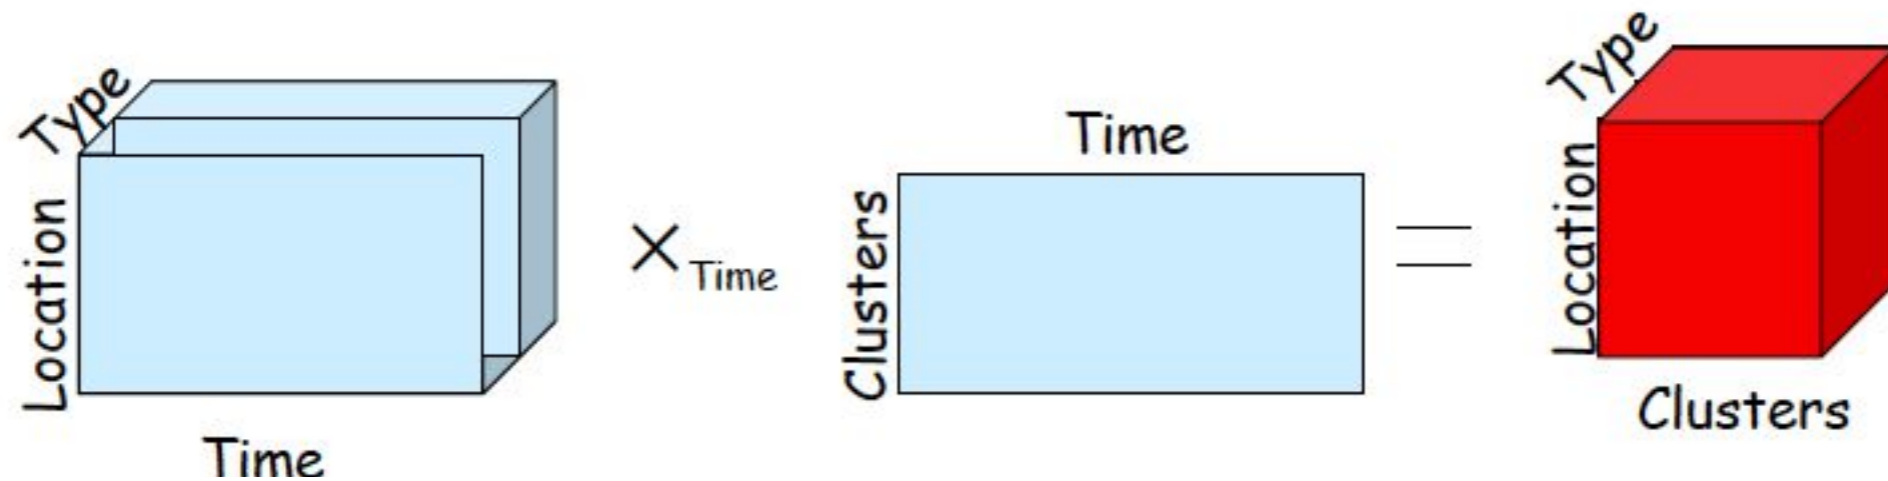 Type
Location
Time
×Time
Time
Clusters
=
Type
Location
Clusters